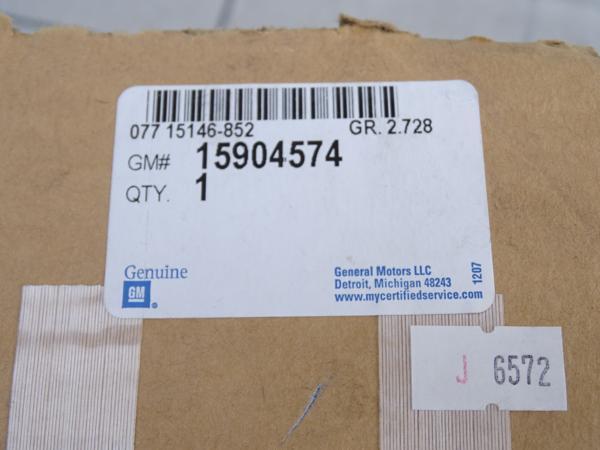 077 15146-852 GR. 2.728
GM# 15904574
QTY. 1
Genuine
GM
General Motors LLC
Detroit, Michigan 48243
www.mycertifiedservice.com
1207
J 6572